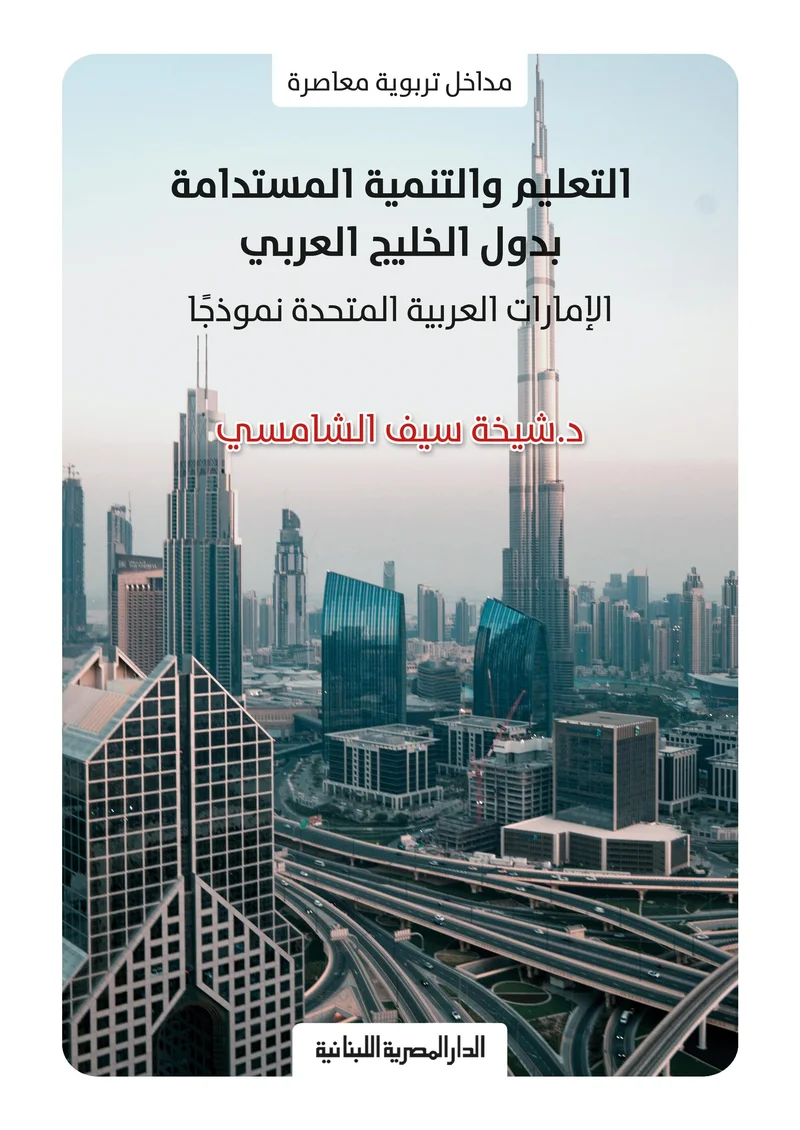 مداخل تربوية معاصرة
التعليم والتنمية المستدامة
بدول الخليج العربي
الإمارات العربية المتحدة نموذجًا
د.شيخة سيف الشامسي
الدار المصرية اللبنانية